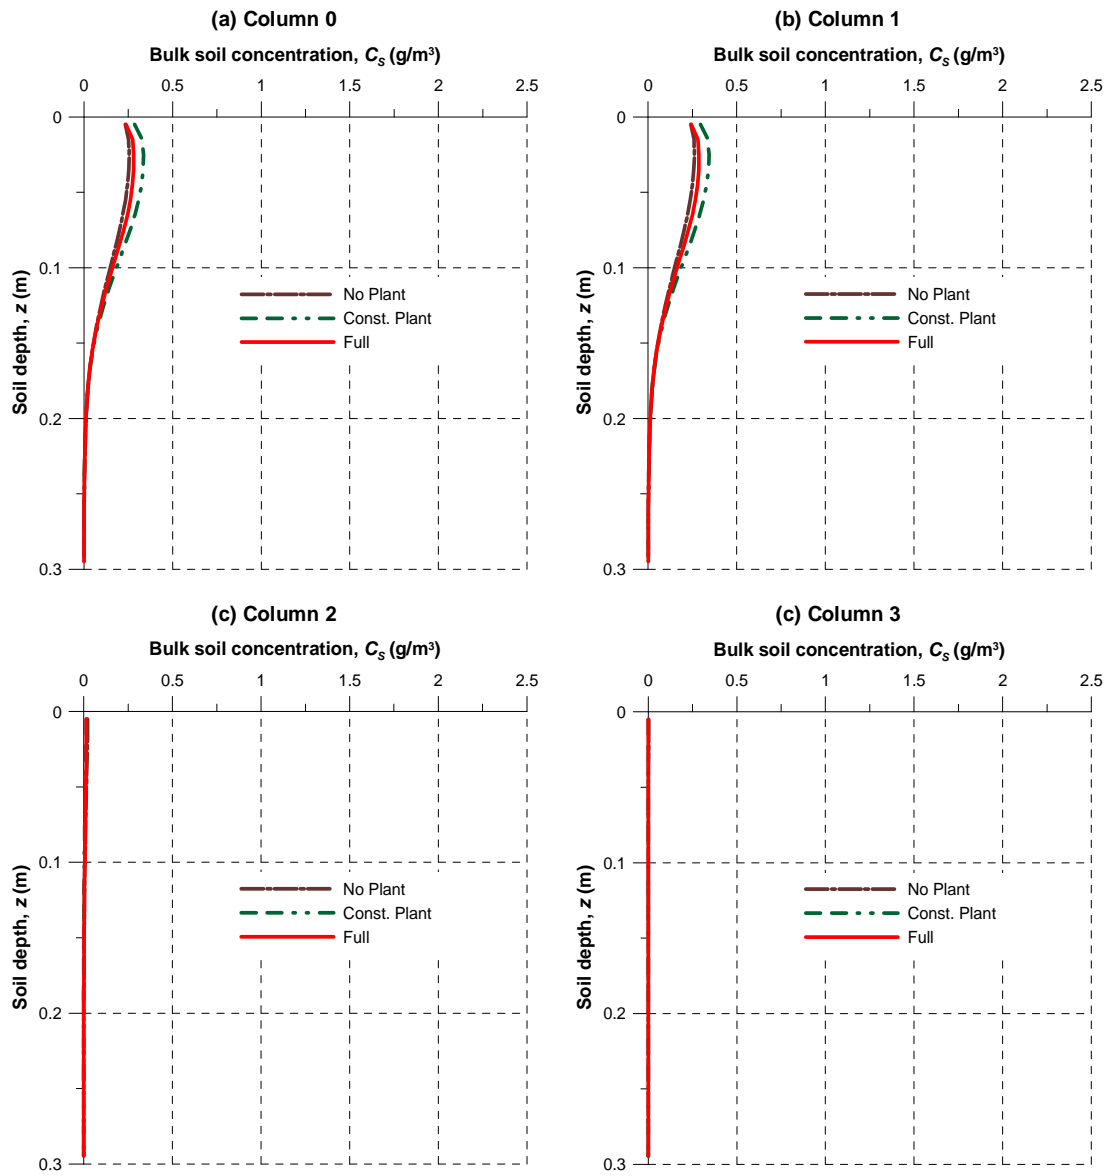 (a) Column 0
Bulk soil concentration, Cs (g/m³)
0 0.5 1 1.5 2 2.5
0
0.1
0.2
0.3
Soil depth, z (m)
No Plant
Const. Plant
Full
(b) Column 1
Bulk soil concentration, Cs (g/m³)
0 0.5 1 1.5 2 2.5
0
0.1
0.2
0.3
Soil depth, z (m)
No Plant
Const. Plant
Full
(c) Column 2
Bulk soil concentration, Cs (g/m³)
0 0.5 1 1.5 2 2.5
0
0.1
0.2
0.3
Soil depth, z (m)
No Plant
Const. Plant
Full
(c) Column 3
Bulk soil concentration, Cs (g/m³)
0 0.5 1 1.5 2 2.5
0
0.1
0.2
0.3
Soil depth, z (m)
No Plant
Const. Plant
Full